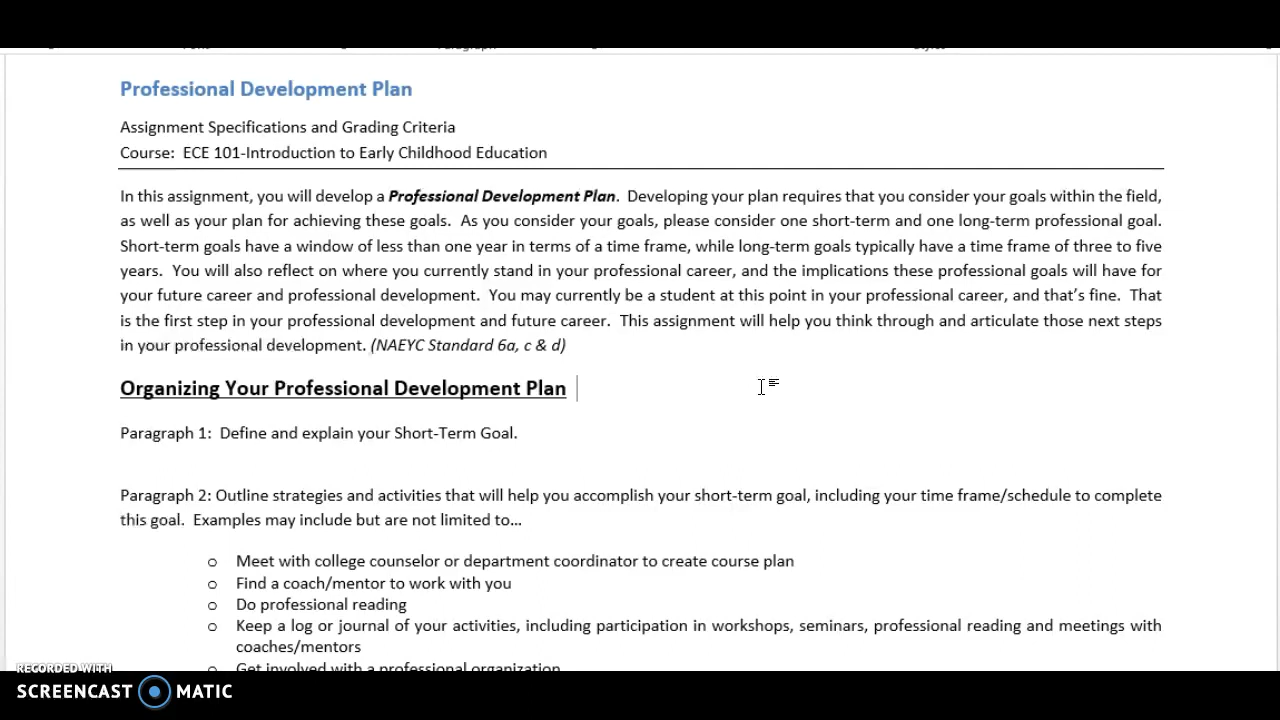 Paragraph
Styles
Professional Development Plan
Assignment Specifications and Grading Criteria
Course:  ECE 101-Introduction to Early Childhood Education
In this assignment, you will develop a Professional Development Plan.  Developing your plan requires that you consider your goals within the field,
as well as your plan for achieving these goals.  As you consider your goals, please consider one short-term and one long-term professional goal.
Short-term goals have a window of less than one year in terms of a time frame, while long-term goals typically have a time frame of three to five
years.  You will also reflect on where you currently stand in your professional career, and the implications these professional goals will have for
your future career and professional development.  You may currently be a student at this point in your professional career, and that’s fine.  That
is the first step in your professional development and future career.  This assignment will help you think through and articulate those next steps
in your professional development. (NAEYC Standard 6a, c & d)
Organizing Your Professional Development Plan
Paragraph 1:  Define and explain your Short-Term Goal.
Paragraph 2: Outline strategies and activities that will help you accomplish your short-term goal, including your time frame/schedule to complete
this goal.  Examples may include but are not limited to…
o Meet with college counselor or department coordinator to create course plan
o Find a coach/mentor to work with you
o Do professional reading
o Keep a log or journal of your activities, including participation in workshops, seminars, professional reading and meetings with
coaches/mentors
o Get involved with a professional organization
RECORDED WITH
SCREENCAST MATIC